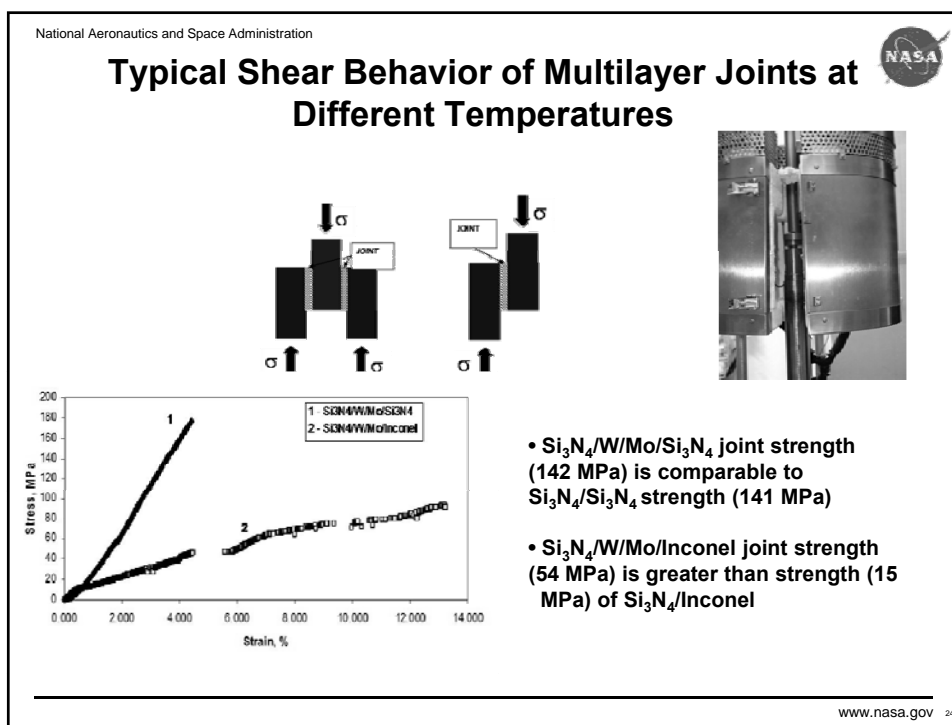 National Aeronautics and Space Administration
NASA
Typical Shear Behavior of Multilayer Joints at
Different Temperatures
σ
JOINT
σ
σ
σ
JOINT
σ
200
180
160
140
120
100
80
60
40
20
0
Stress, MPa
1
2
1 - Si3N4/W/Mo/Si3N4
2 - Si3N4/W/Mo/Inconel
0 000 2 000 4 000 6 000 8 000 10 000 12 000 14 000
Strain, %
• Si₃N₄/W/Mo/Si₃N₄ joint strength
(142 MPa) is comparable to
Si₃N₄/Si₃N₄ strength (141 MPa)
• Si₃N₄/W/Mo/Inconel joint strength
(54 MPa) is greater than strength (15
MPa) of Si₃N₄/Inconel
www.nasa.gov 24